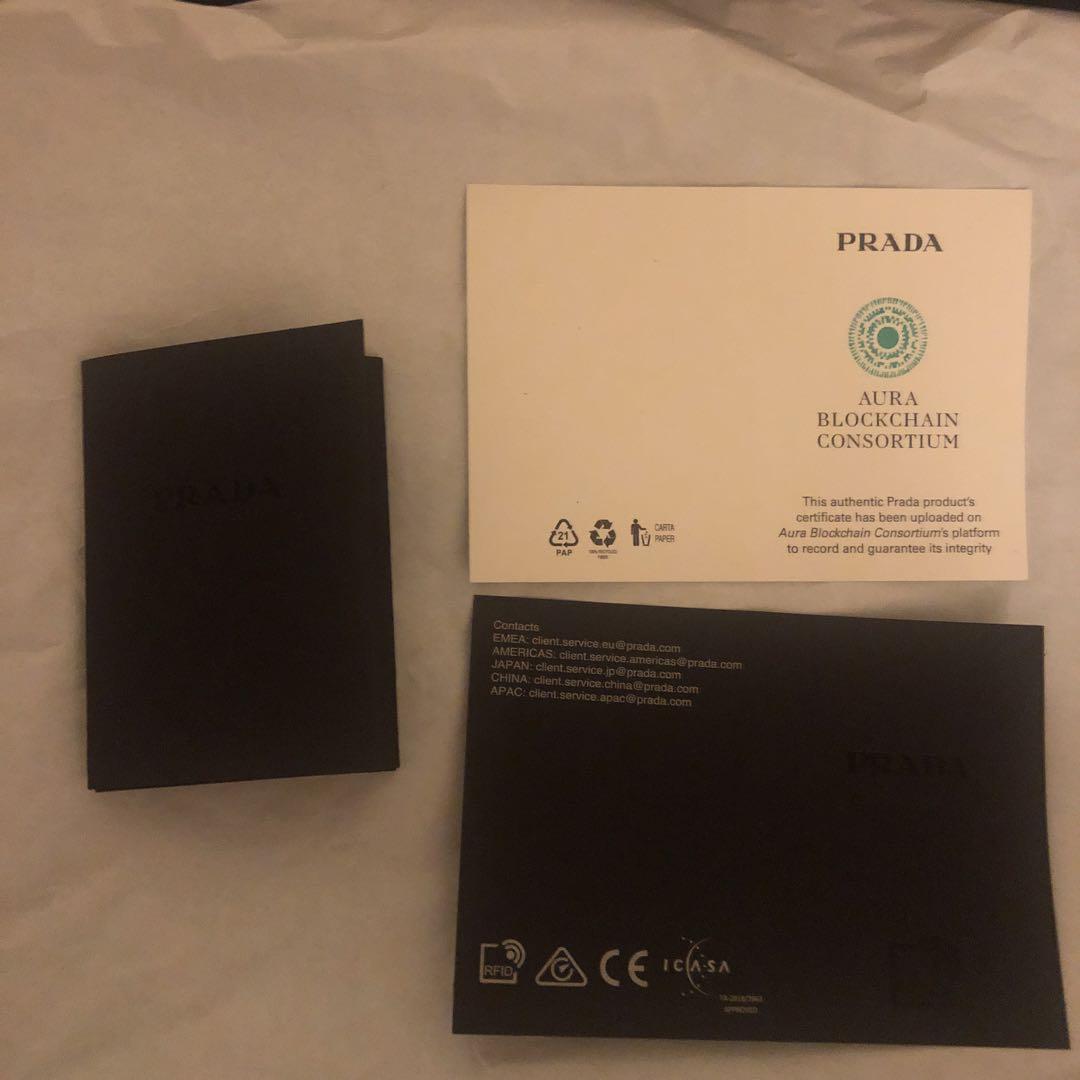 PRADA
PRADA
AURA
BLOCKCHAIN
CONSORTIUM
This authentic Prada product's
certificate has been uploaded on
Aura Blockchain Consortium's platform
to record and guarantee its integrity
21
PAP
100% RECYCLED
FIBER
CARTA
PAPER
Contacts
EMEA: client.service.eu@prada.com
AMERICAS: client.service.americas@prada.com
JAPAN: client.service.jp@prada.com
CHINA: client.service.china@prada.com
APAC: client.service.apac@prada.com
PRADA
RFID
CE
ICASA
APPROVED